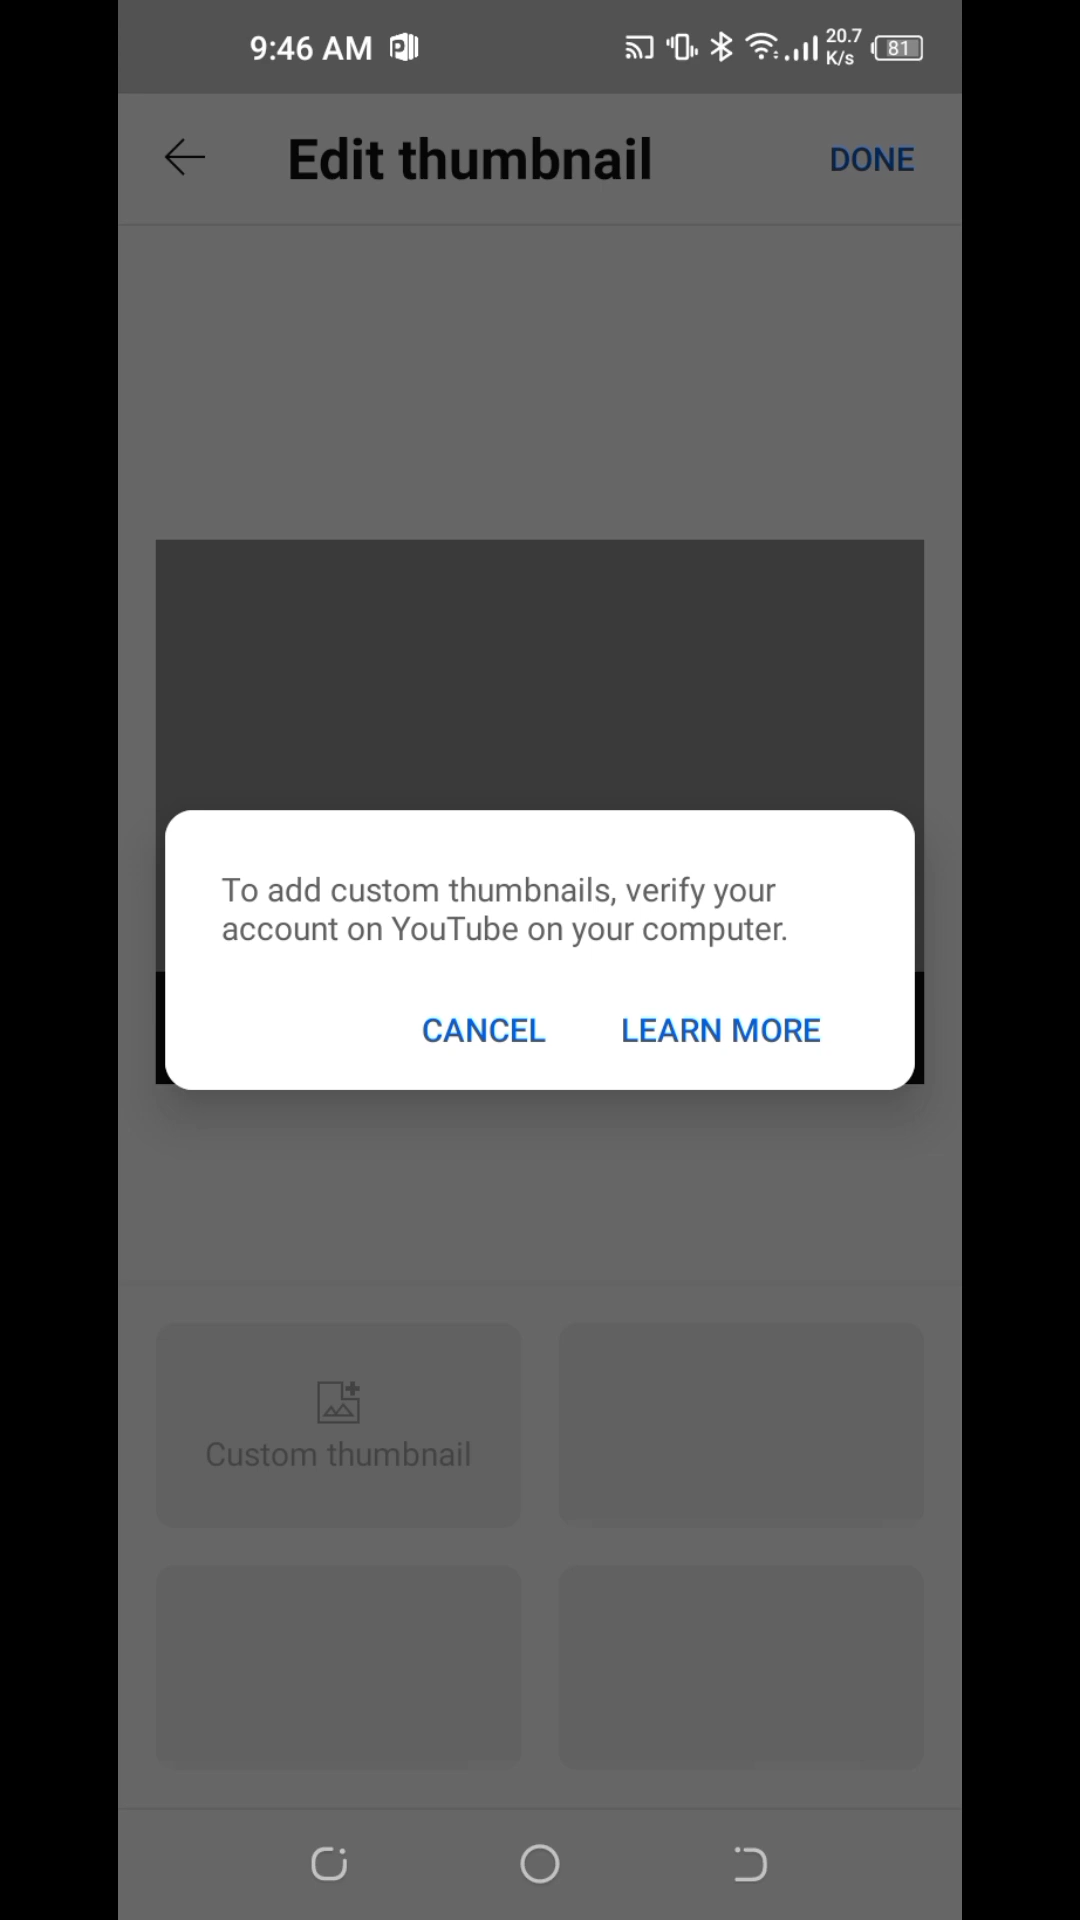 9:46 AM
20.7
K/s
81
Edit thumbnail
DONE
To add custom thumbnails, verify your
account on YouTube on your computer.
CANCEL
LEARN MORE
Custom thumbnail